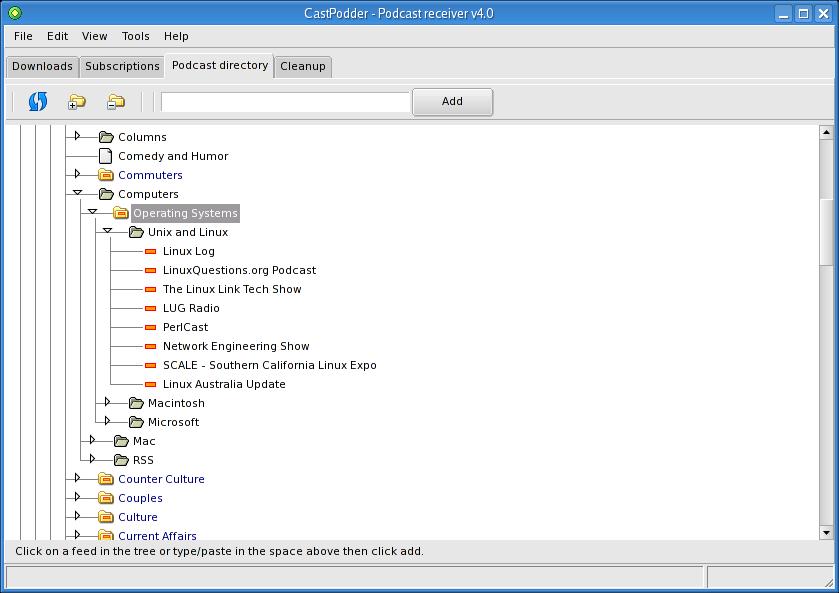 CastPodder - Podcast receiver v4.0
File Edit View Tools Help
Downloads Subscriptions Podcast directory Cleanup
Add
Columns
Comedy and Humor
Commuters
Computers
Operating Systems
Unix and Linux
Linux Log
LinuxQuestions.org Podcast
The Linux Link Tech Show
LUG Radio
PerlCast
Network Engineering Show
SCALE - Southern California Linux Expo
Linux Australia Update
Macintosh
Microsoft
Mac
RSS
Counter Culture
Couples
Culture
Current Affairs
Click on a feed in the tree or type/paste in the space above then click add.